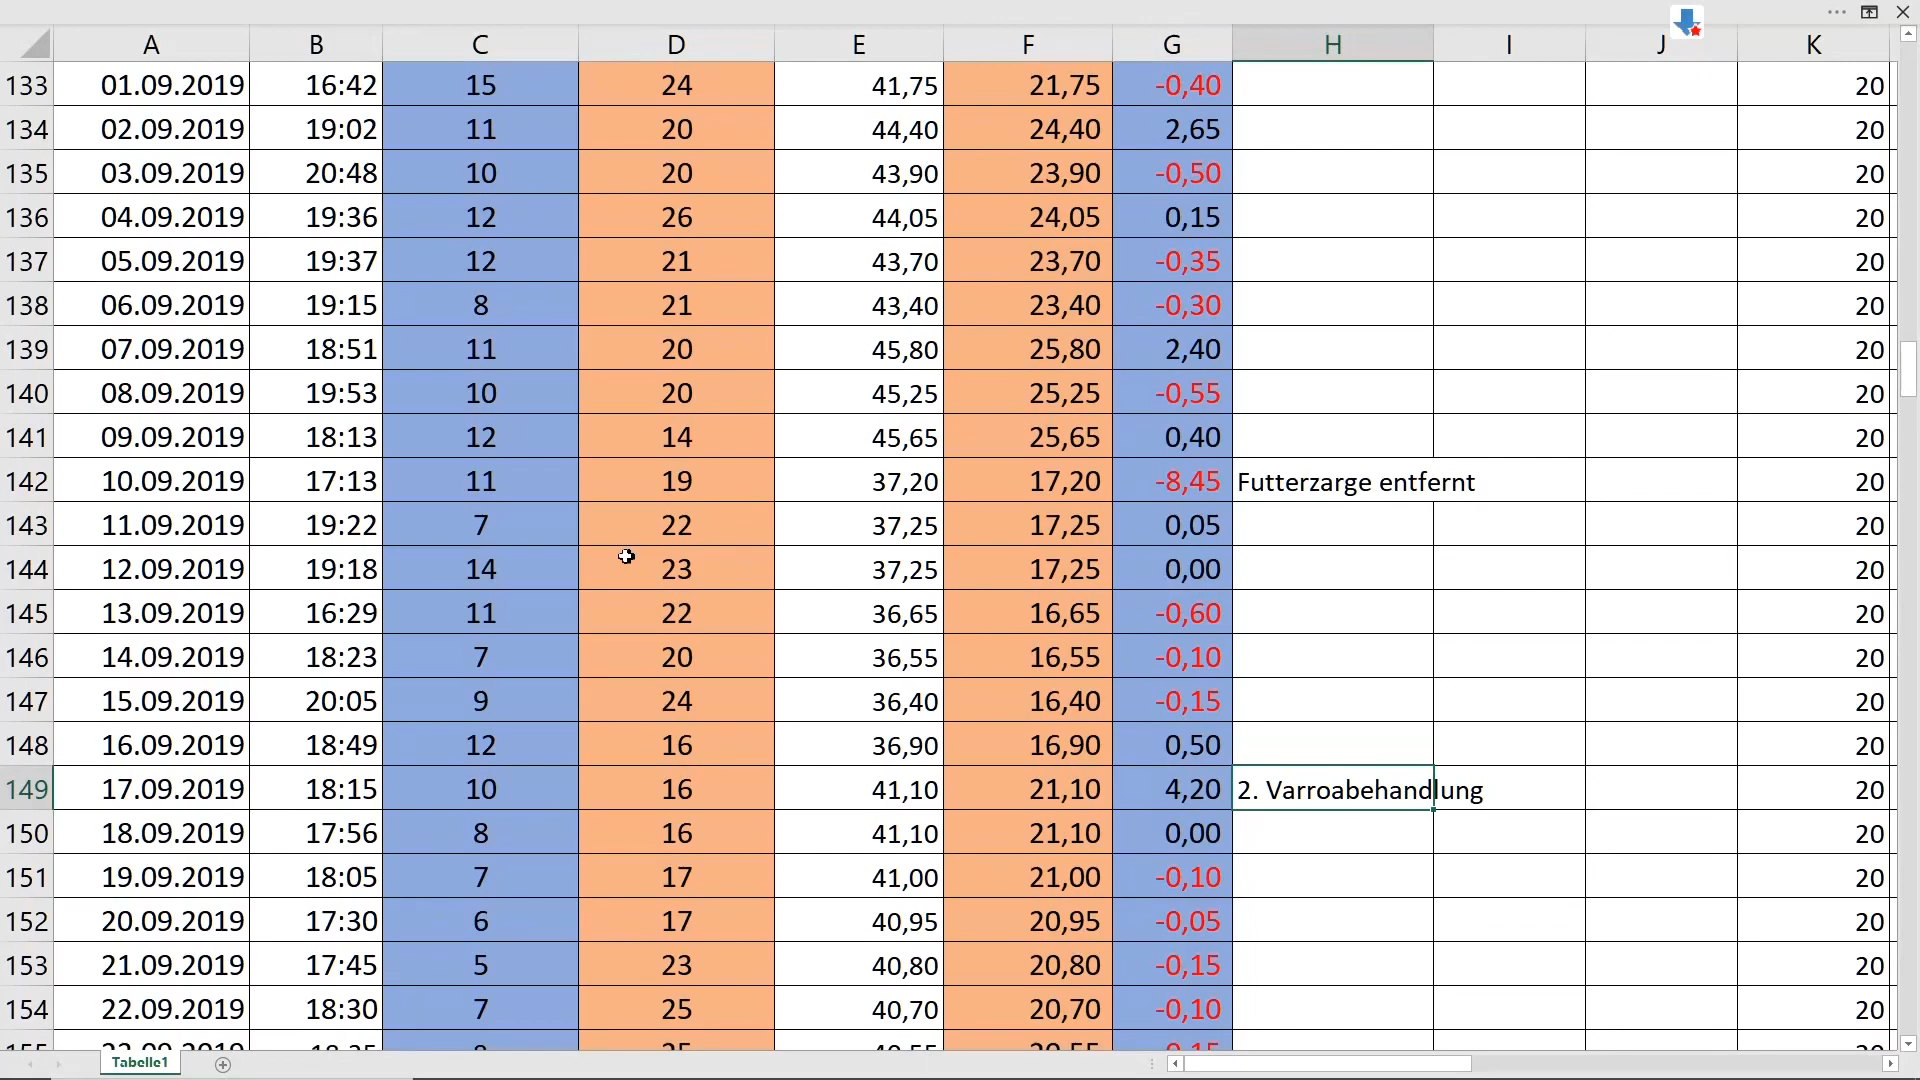 A B C D E F G H I J K
133 01.09.2019 16:42 15 24 41,75 21,75 -0,40 20
134 02.09.2019 19:02 11 20 44,40 24,40 2,65 20
135 03.09.2019 20:48 10 20 43,90 23,90 -0,50 20
136 04.09.2019 19:36 12 26 44,05 24,05 0,15 20
137 05.09.2019 19:37 12 21 43,70 23,70 -0,35 20
138 06.09.2019 19:15 8 21 43,40 23,40 -0,30 20
139 07.09.2019 18:51 11 20 45,80 25,80 2,40 20
140 08.09.2019 19:53 10 20 45,25 25,25 -0,55 20
141 09.09.2019 18:13 12 14 45,65 25,65 0,40 20
142 10.09.2019 17:13 11 19 37,20 17,20 -8,45 Futterzarge entfernt 20
143 11.09.2019 19:22 7 22 37,25 17,25 0,05 20
144 12.09.2019 19:18 14 23 37,25 17,25 0,00 20
145 13.09.2019 16:29 11 22 36,65 16,65 -0,60 20
146 14.09.2019 18:23 7 20 36,55 16,55 -0,10 20
147 15.09.2019 20:05 9 24 36,40 16,40 -0,15 20
148 16.09.2019 18:49 12 16 36,90 16,90 0,50 20
149 17.09.2019 18:15 10 16 41,10 21,10 4,20 2. Varroabehandlung 20
150 18.09.2019 17:56 8 16 41,10 21,10 0,00 20
151 19.09.2019 18:05 7 17 41,00 21,00 -0,10 20
152 20.09.2019 17:30 6 17 40,95 20,95 -0,05 20
153 21.09.2019 17:45 5 23 40,80 20,80 -0,15 20
154 22.09.2019 18:30 7 25 40,70 20,70 -0,10 20
Tabelle1